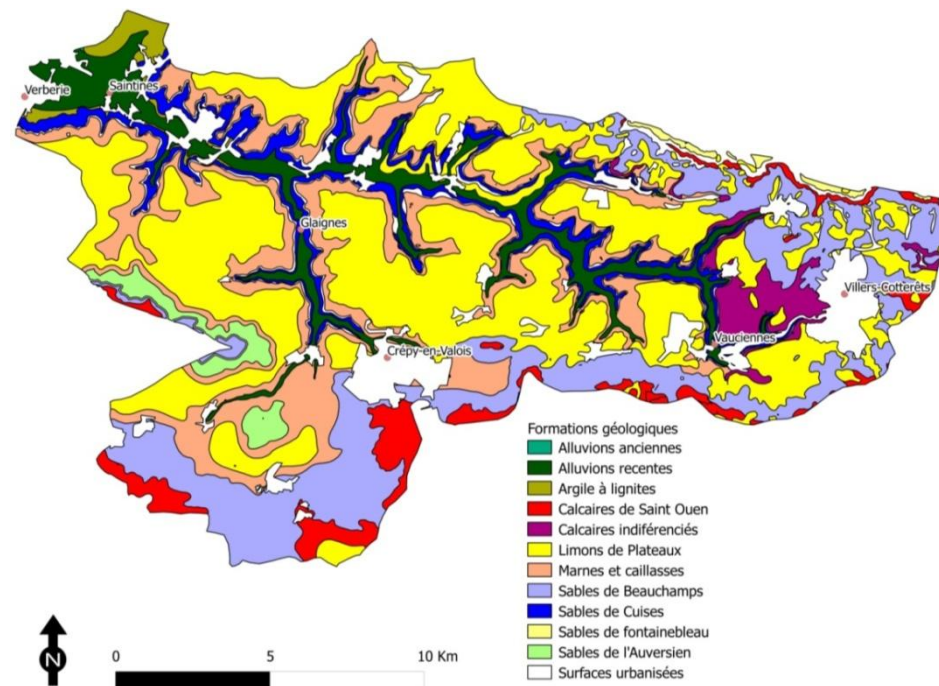 Verberie
Saintines
Glaignes
Villers-Cotterêts
Vauciennes
Crépy-en-Valois
Formations géologiques
Alluvions anciennes
Alluvions recentes
Argile à lignites
Calcaires de Saint Ouen
Calcaires indiférenciés
Limons de Plateaux
Marnes et caillasses
Sables de Beauchamps
Sables de Cuises
Sables de fontainebleau
Sables de l'Auversien
Surfaces urbanisées
N
0 5 10 Km